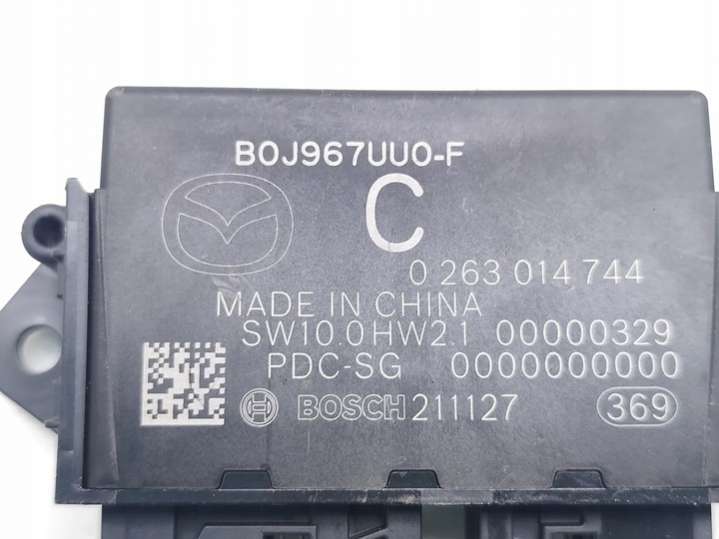 B0J967UU0-F
C
0 263 014 744
MADE IN CHINA
SW10.0HW2.1 00000329
PDC-SG 0000000000
BOSCH 211127 369